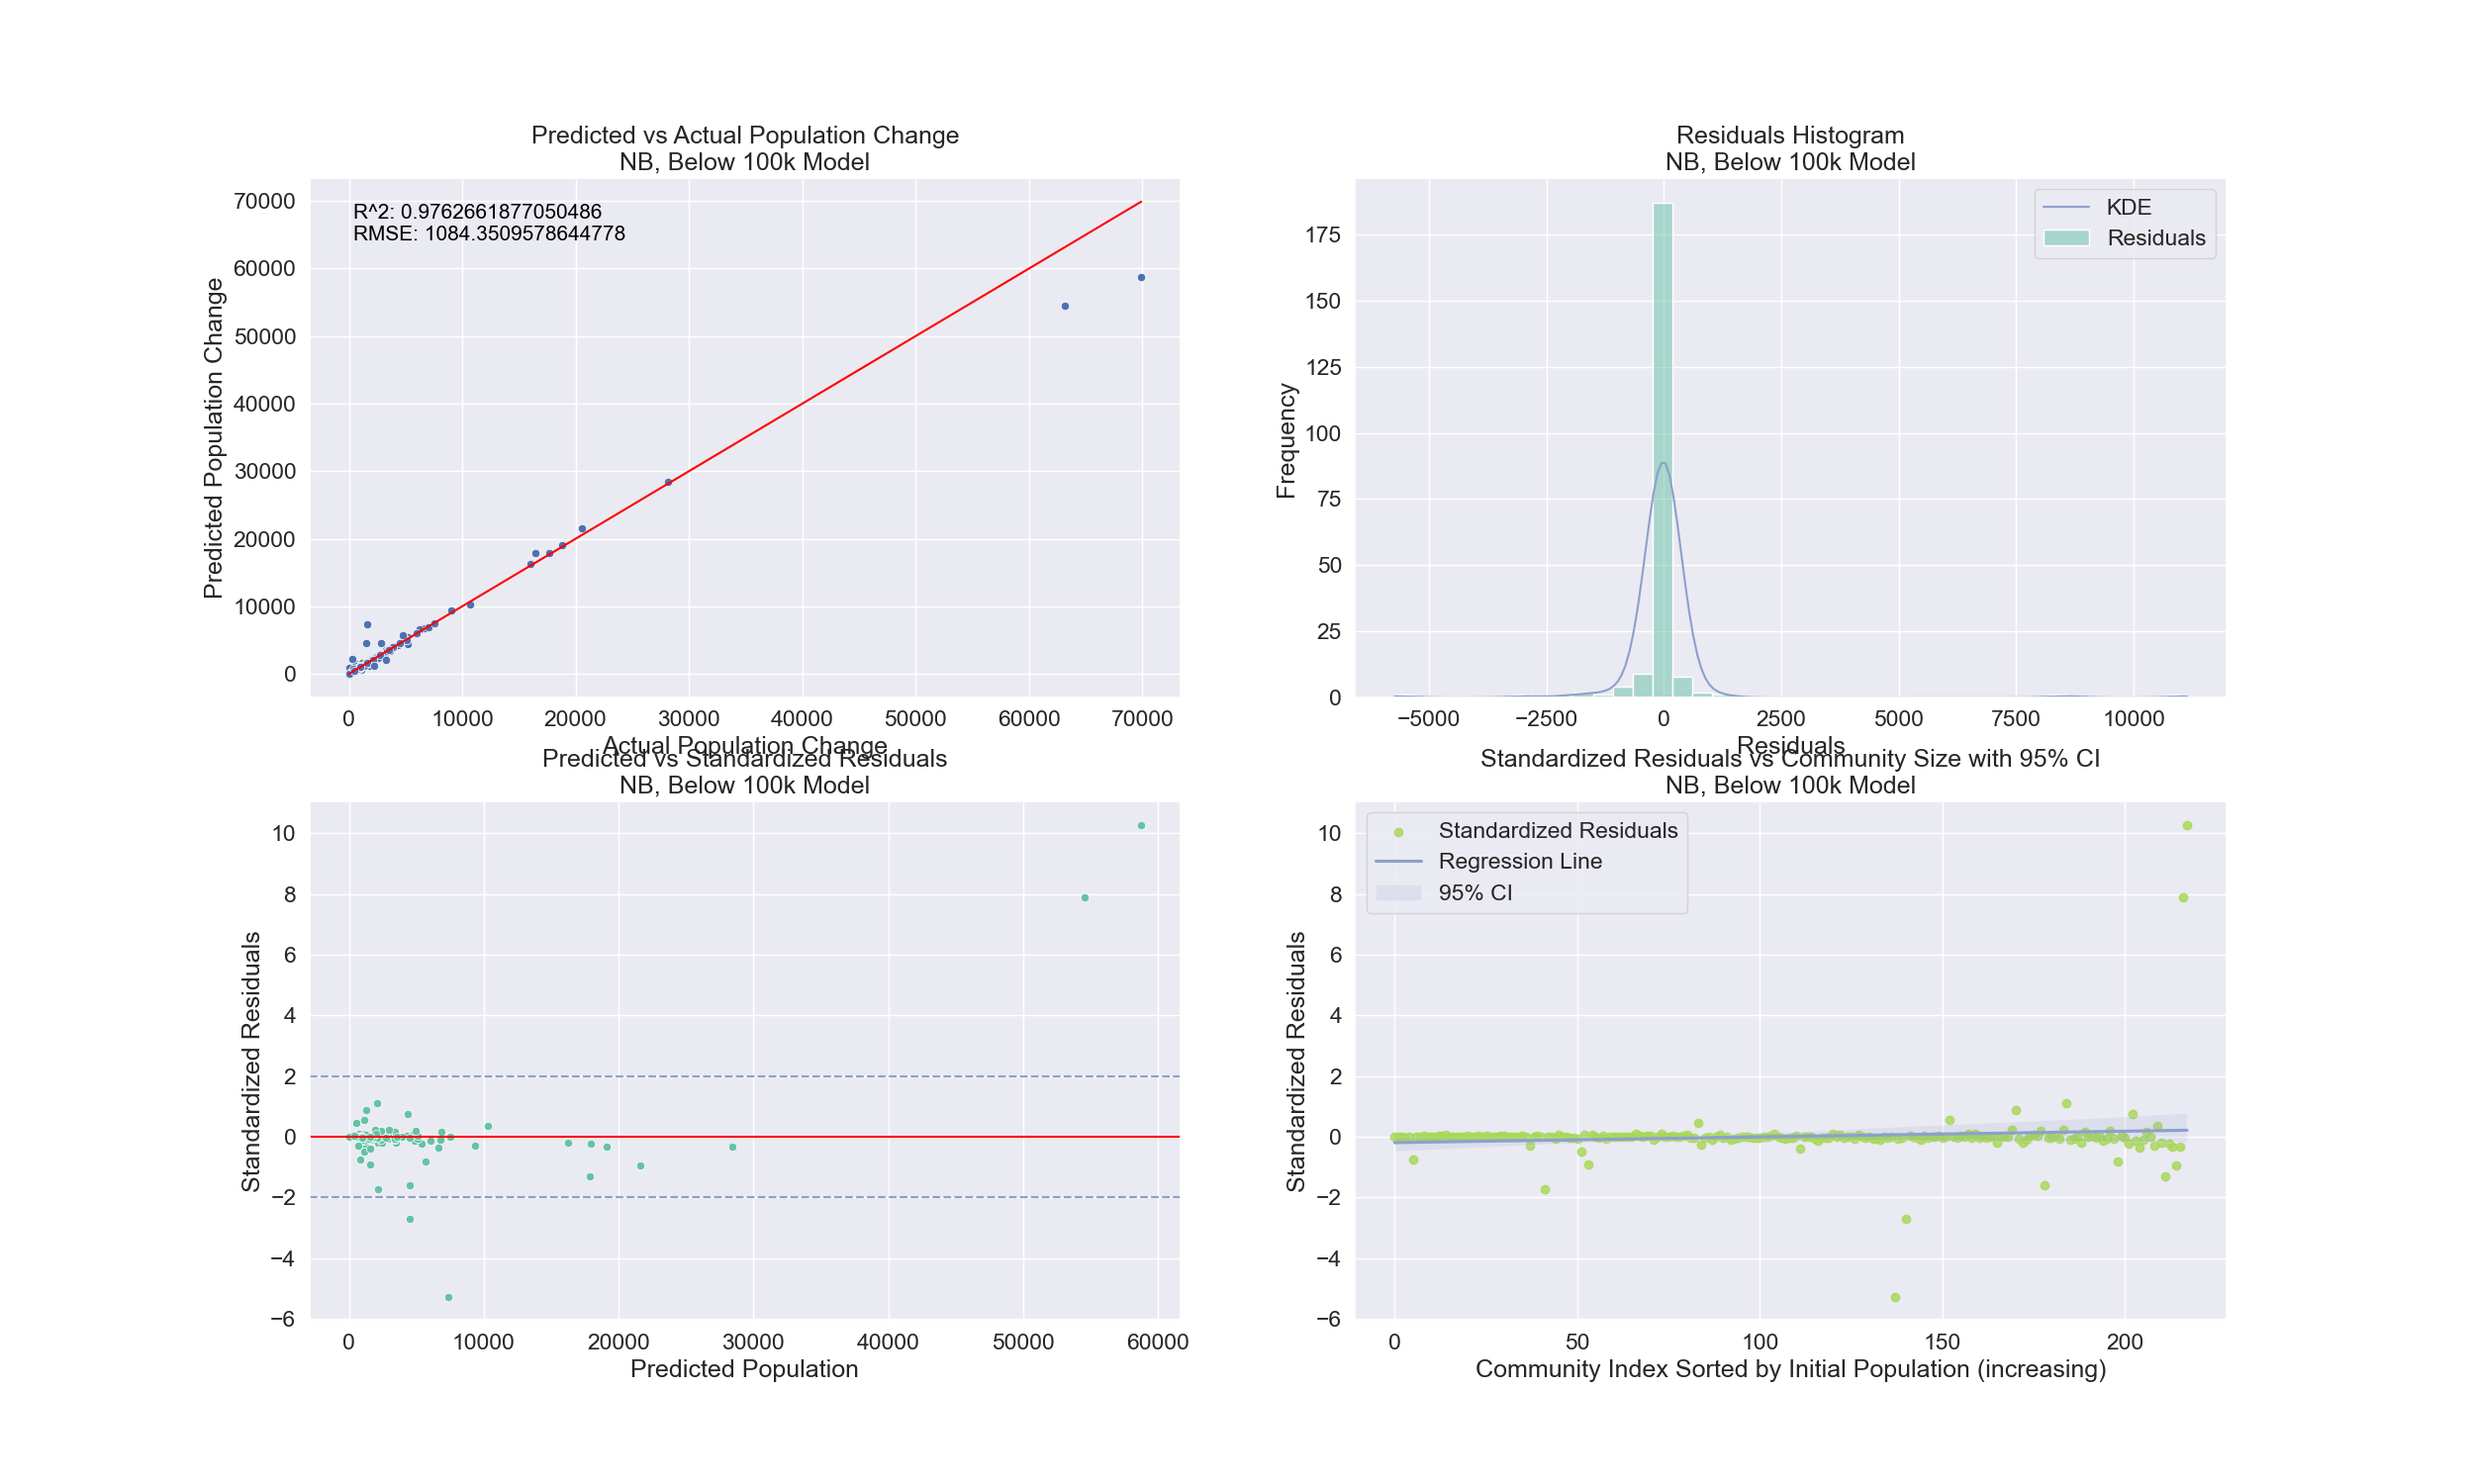 Predicted vs Actual Population Change
NB, Below 100k Model
R^2: 0.9762661877050486
RMSE: 1084.3509578644778
70000
60000
50000
40000
30000
20000
10000
0
Predicted Population Change
0 10000 20000 30000 40000 50000 60000 70000
Actual Population Change
Residuals Histogram
NB, Below 100k Model
KDE
Residuals
175
150
125
100
75
50
25
0
Frequency
−5000 −2500 0 2500 5000 7500 10000
Residuals
Predicted vs Standardized Residuals
NB, Below 100k Model
10
8
6
4
2
0
−2
−4
−6
Standardized Residuals
0 10000 20000 30000 40000 50000 60000
Predicted Population
Standardized Residuals vs Community Size with 95% CI
NB, Below 100k Model
Standardized Residuals
Regression Line
95% CI
10
8
6
4
2
0
−2
−4
−6
Standardized Residuals
0 50 100 150 200
Community Index Sorted by Initial Population (increasing)